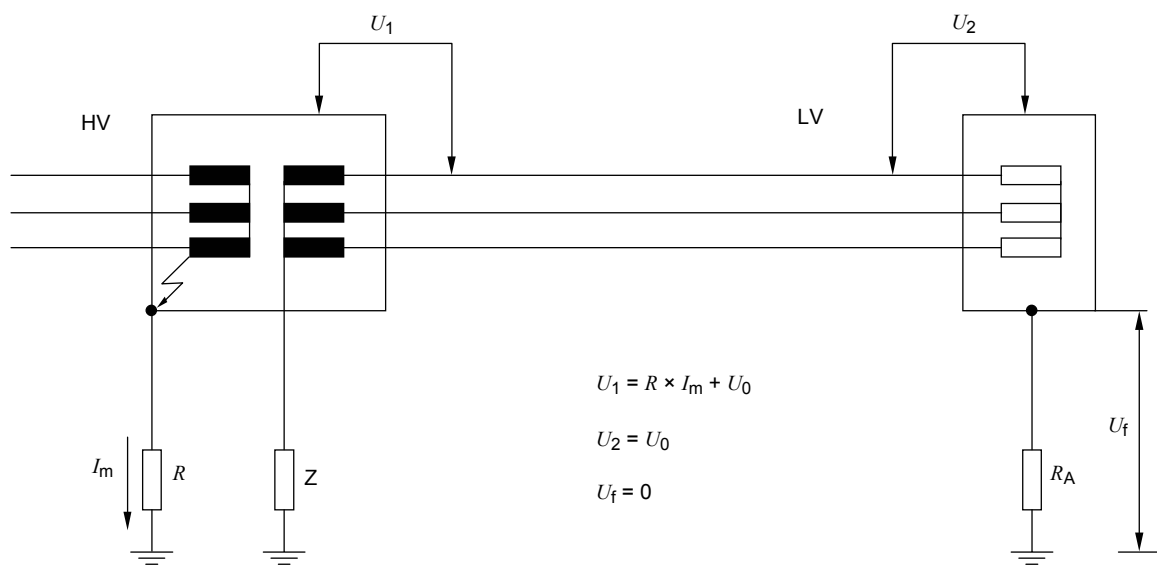 U1
U2
HV
LV
U1 = R × Im + U0
U2 = U0
Uf
Im
R
Z
Uf = 0
RA